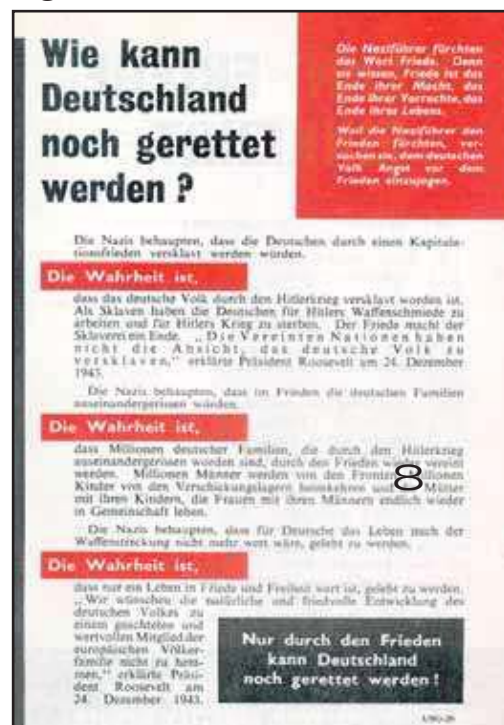 Wie kann
Deutschland
noch gerettet
werden ?
Die Naziführer fürchten
das Wort Friede. Denn
sie wissen, Friede ist das
Ende ihrer Macht, das
Ende ihrer Vorrechte, das
Ende ihres Lebens.
Weil die Naziführer den
Frieden fürchten, ver-
suchen sie, dem deutschen
Volk Angst vor dem
Frieden einzujagen.
Die Nazis behaupten, dass die Deutschen durch einen Kapitula-
tionsfrieden versklavt werden würden.
Die Wahrheit ist,
dass das deutsche Volk durch den Hitlerkrieg versklavt worden ist.
Als Sklaven haben die Deutschen für Hitlers Waffenschmiede zu
arbeiten und für Hitlers Krieg zu sterben. Der Friede macht der
Sklaverei ein Ende. „Die Vereinten Nationen haben
nicht die Absicht, das deutsche Volk zu
versklaven,“ erklärte Präsident Roosevelt am 24. Dezember
1943.
Die Nazis behaupten, dass im Frieden die deutschen Familien
auseinandergerissen würden.
Die Wahrheit ist,
dass Millionen deutscher Familien, die durch den Hitlerkrieg
auseinandergerissen worden sind, durch den Frieden vereint
werden. Millionen Männer werden von den Fronten
Kinder von den Verschickungslagern heimkehren und Mütter
mit ihren Kindern, die Frauen mit ihren Männern endlich wieder
in Gemeinschaft leben.
8
Die Nazis behaupten, dass für Deutsche das Leben nach der
Waffenstreckung nicht mehr wert wäre, gelebt zu werden.
Die Wahrheit ist,
dass nur ein Leben in Friede und Freiheit wert ist, gelebt zu werden.
„Wir wünschen die natürliche und friedvolle Entwicklung des
deutschen Volkes zu
einem geachteten und
wertvollen Mitglied der
europäischen Völker-
familie nicht zu hem-
men,“ erklärte Präsi-
dent Roosevelt am
24. Dezember 1943.
Nur durch den Frieden
kann Deutschland
noch gerettet werden !